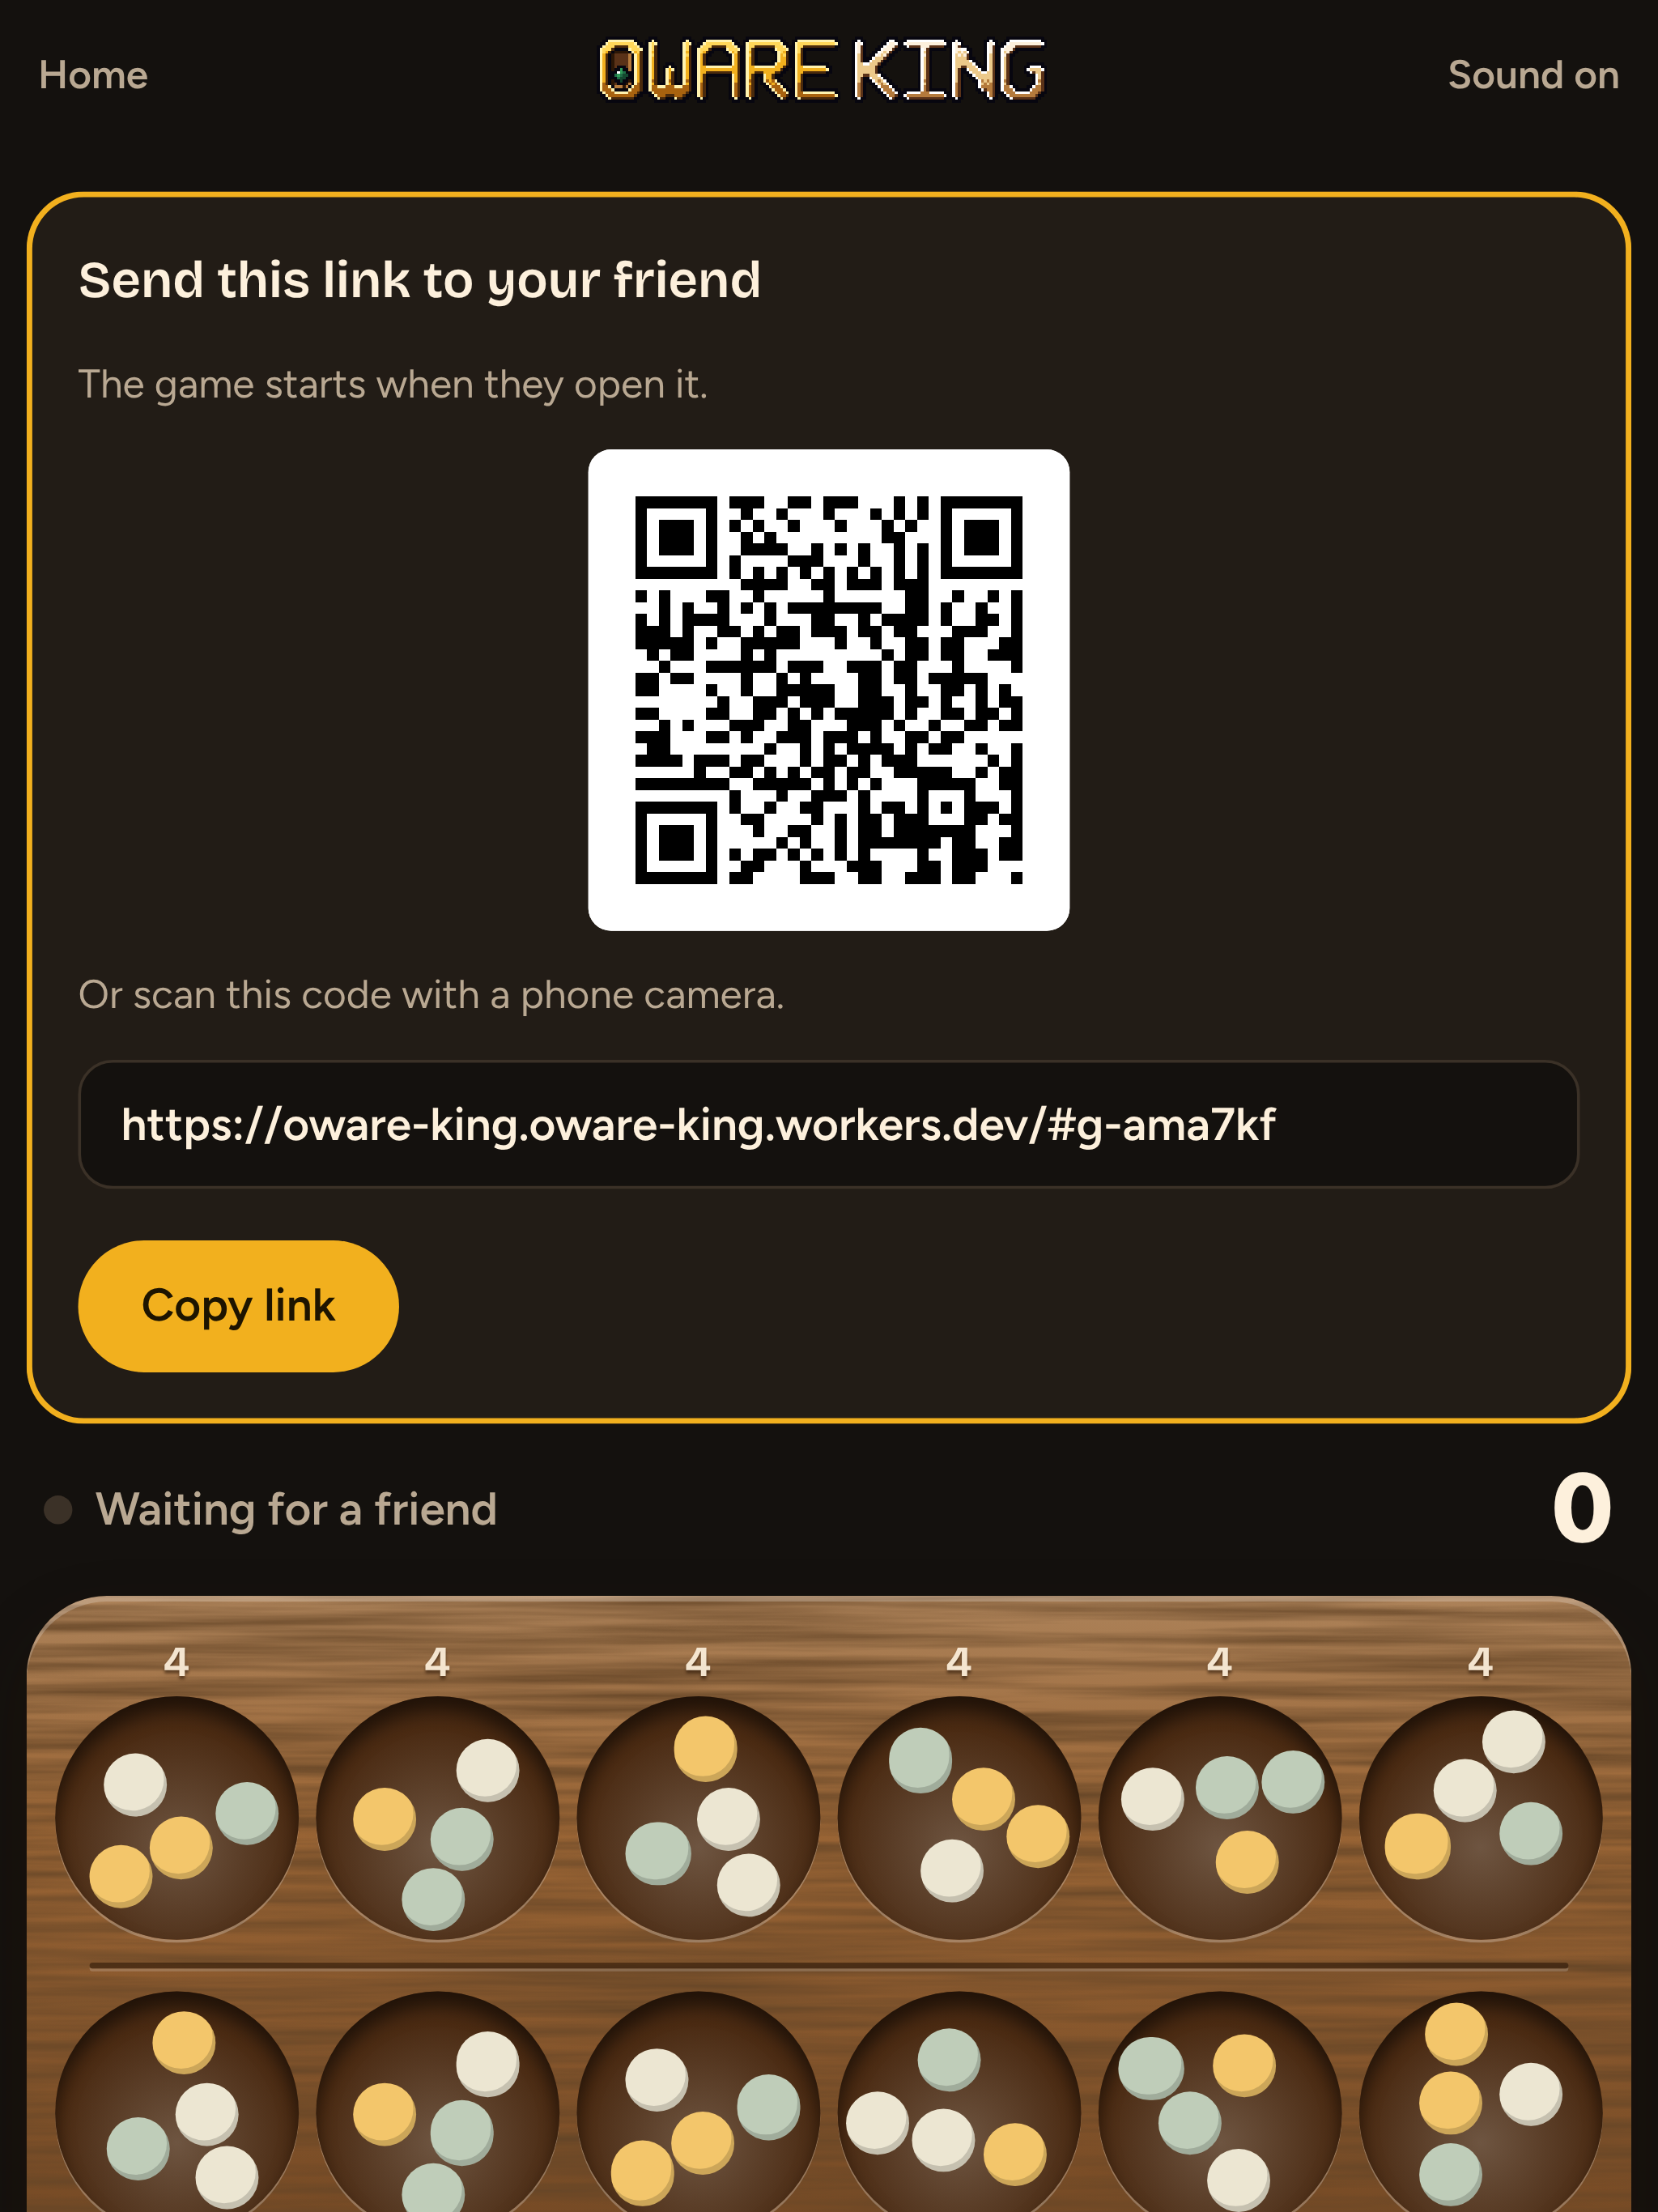 Home
OWARE KING
Sound on
Send this link to your friend
The game starts when they open it.
Or scan this code with a phone camera.
https://oware-king.oware-king.workers.dev/#g-ama7kf
Copy link
Waiting for a friend
0
4 4 4 4 4 4